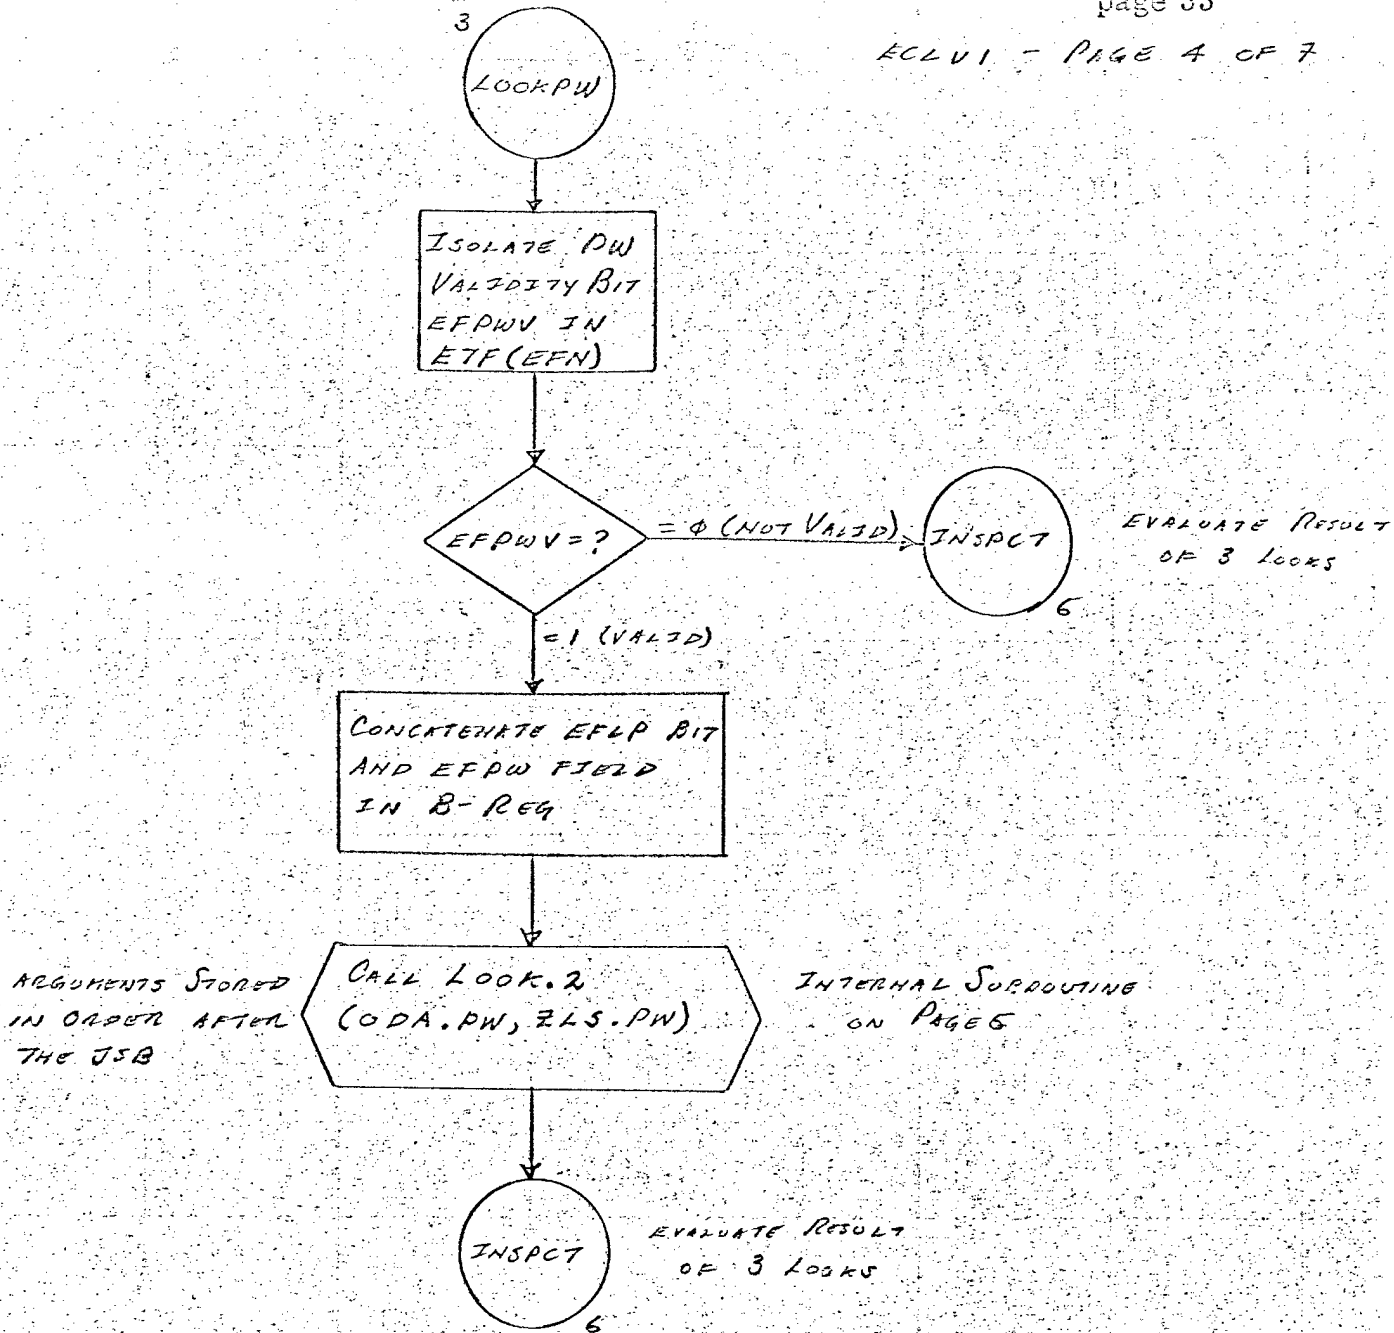 page 33
ECLV1 - PAGE 4 OF 7
3
LOOKPW
ISOLATE PW
VALIDITY BIT
EFPWV IN
ETF(EFN)
EFPWV=?
=φ (NOT VALID)
INSPCT
6
EVALUATE RESULT
OF 3 LOOKS
=1 (VALID)
CONCATENATE EFLP BIT
AND EFPW FIELD
IN B-REG
ARGUMENTS STORED
IN ORDER AFTER
THE JSB
CALL LOOK.2
(ODA.PW, ZLS.PW)
INTERNAL SUBROUTINE
ON PAGE 5
INSPCT
6
EVALUATE RESULT
OF 3 LOOKS